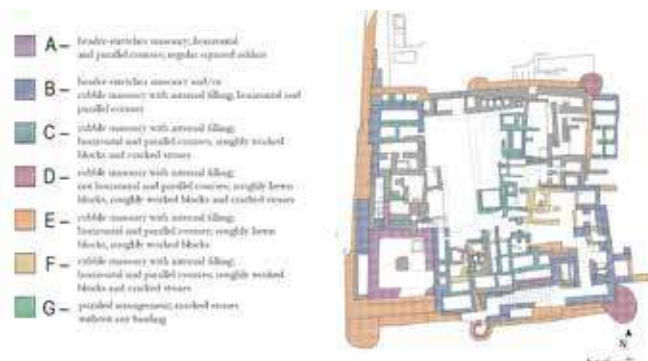 A – header-stretcher masonry; horizontal
and parallel courses; regular squared ashlars
B – header-stretcher masonry and/or
rubble masonry with internal filling; horizontal and
parallel courses
C – rubble masonry with internal filling;
horizontal and parallel courses; roughly worked
blocks and cracked stones
D – rubble masonry with internal filling;
not horizontal and parallel courses; roughly hewn
blocks, roughly worked blocks and cracked stones
E – rubble masonry with internal filling;
horizontal and parallel courses; roughly hewn
blocks, roughly worked blocks
F – rubble masonry with internal filling;
horizontal and parallel courses; roughly worked
blocks and cracked stones
G – arrangement; cracked stones
without any bonding
N